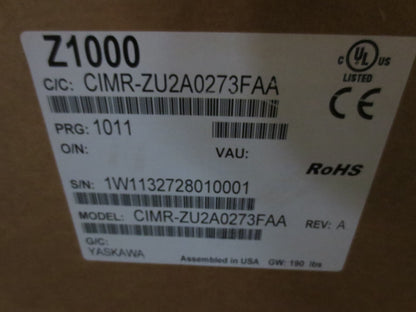 Z1000
C/C: CIMR-ZU2A0273FAA
C UL US
LISTED
CE
PRG: 1011
O/N: VAU:
RoHS
S/N: 1W1132728010001
MODEL: CIMR-ZU2A0273FAA REV: A
G/C:
YASKAWA Assembled in USA GW: 190 lbs